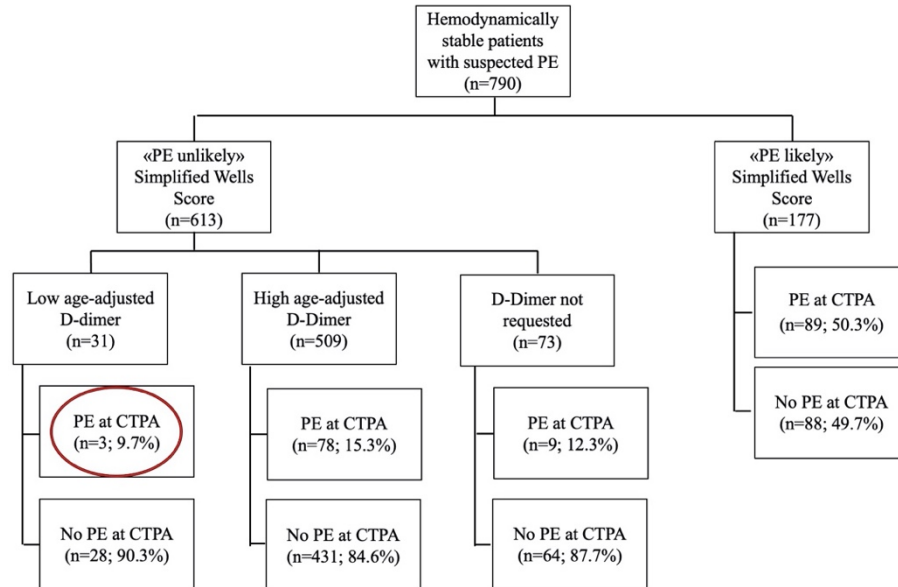 Hemodynamically
stable patients
with suspected PE
(n=790)
«PE unlikely»
Simplified Wells
Score
(n=613)
«PE likely»
Simplified Wells
Score
(n=177)
Low age-adjusted
D-dimer
(n=31)
High age-adjusted
D-Dimer
(n=509)
D-Dimer not
requested
(n=73)
PE at CTPA
(n=89; 50.3%)
No PE at CTPA
(n=88; 49.7%)
PE at CTPA
(n=3; 9.7%)
PE at CTPA
(n=78; 15.3%)
PE at CTPA
(n=9; 12.3%)
No PE at CTPA
(n=28; 90.3%)
No PE at CTPA
(n=431; 84.6%)
No PE at CTPA
(n=64; 87.7%)